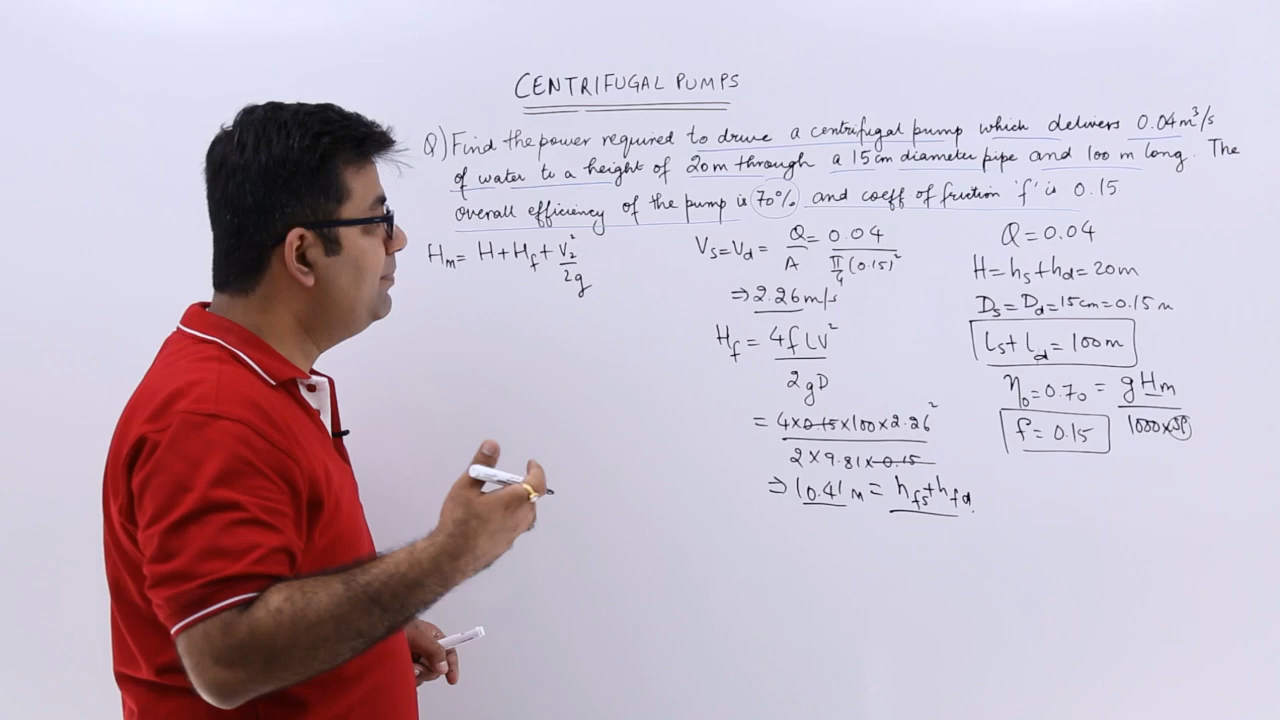 CENTRIFUGAL PUMPS
Q) Find the power required to drive a centrifugal pump which delivers 0.04 m³/s
of water to a height of 20m through a 15cm diameter pipe and 100 m long. The
overall efficiency of the pump is 70% and coeff of friction 'f' is 0.15
Hm = H + Hf + V₂²/2g
Vs = Vd = Q/A = 0.04/(π/4 (0.15)²)
⇒ 2.26 m/s
Hf = 4fLV²/2gD
= 4×0.15×100×2.26²/2×9.81×0.15
⇒ 10.41 m = hfs + hfd
Q = 0.04
H = hs + hd = 20m
Ds = Dd = 15cm = 0.15 m
Ls + Ld = 100m
η₀ = 0.70 = gHm/1000×SP
f = 0.15